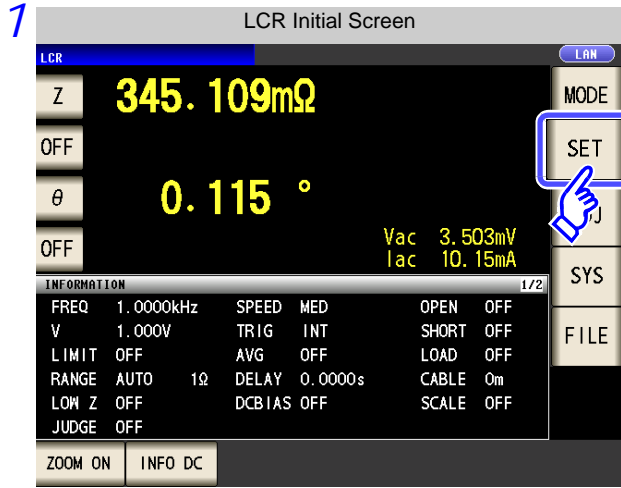 1
LCR Initial Screen
LCR
LAN
Z 345.109mΩ
MODE
OFF
SET
θ 0.115 °
OFF
Vac 3.503mV
Iac 10.15mA
SYS
INFORMATION 1/2
FREQ 1.0000kHz SPEED MED OPEN OFF
V 1.000V TRIG INT SHORT OFF
FILE
LIMIT OFF AVG OFF LOAD OFF
RANGE AUTO 1Ω DELAY 0.0000s CABLE 0m
LOW Z OFF DCBIAS OFF SCALE OFF
JUDGE OFF
ZOOM ON INFO DC